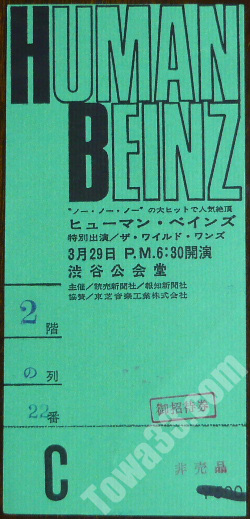 HUMAN
BEINZ
"ノー・ノー・ノー"の大ヒットで人気絶頂
ヒューマン・ベインズ
特別出演/ザ・ワイルド・ワンズ
3月29日 P.M.6:30開演
渋谷公会堂
主催/読売新聞社/報知新聞社
協賛/東芝音楽工業株式会社
2階
の列
22番
御招待券
C
非売品
Towa33.com